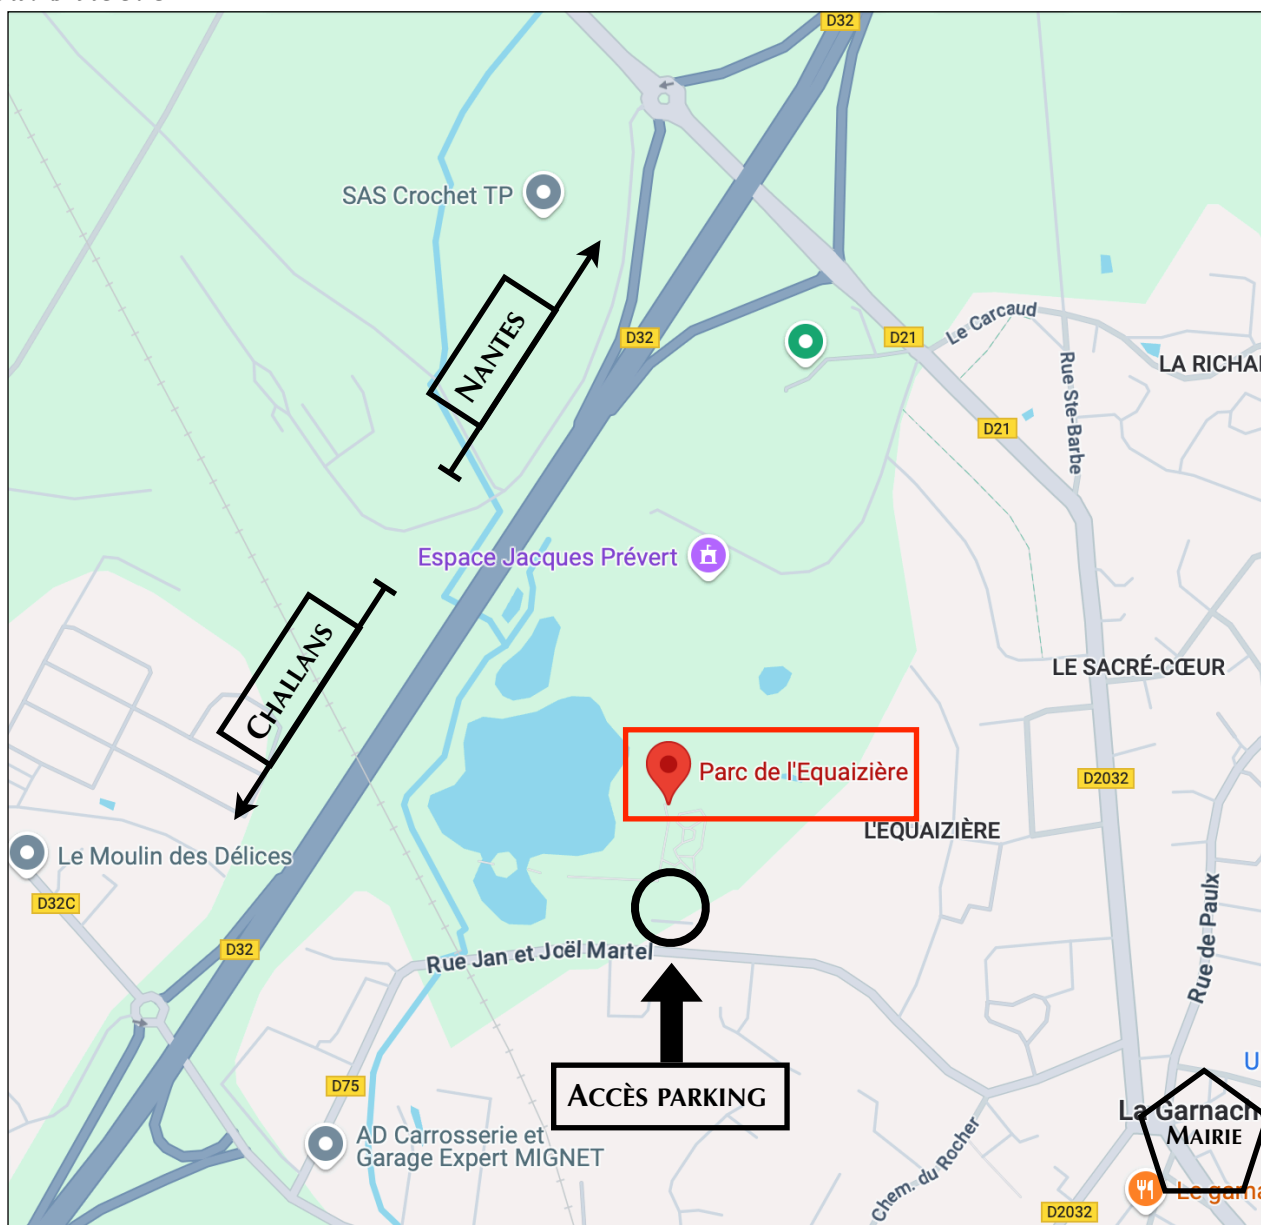 D32
SAS Crochet TP
NANTES
D32
D21
Le Carcaud
LA RICHA
Rue Ste-Barbe
D21
Espace Jacques Prévert
CHALLANS
LE SACRÉ-CŒUR
Parc de l'Equaizière
D2032
L'EQUAIZIÈRE
Le Moulin des Délices
D32C
D32
Rue Jan et Joël Martel
Rue de Paulx
D75
ACCÈS PARKING
U
La Garnach
MAIRIE
AD Carrosserie et
Garage Expert MIGNET
Chem. du Rocher
Le garna
D2032